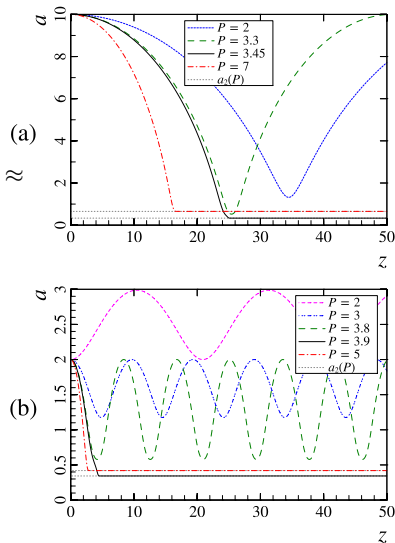 a
10
8
6
4
2
0
P = 2
P = 3.3
P = 3.45
P = 7
a₂(P)
(a)
≈
0 10 20 30 40 50
z
a
3
2.5
2
1.5
1
0.5
0
P = 2
P = 3
P = 3.8
P = 3.9
P = 5
a₂(P)
(b)
0 10 20 30 40 50
z